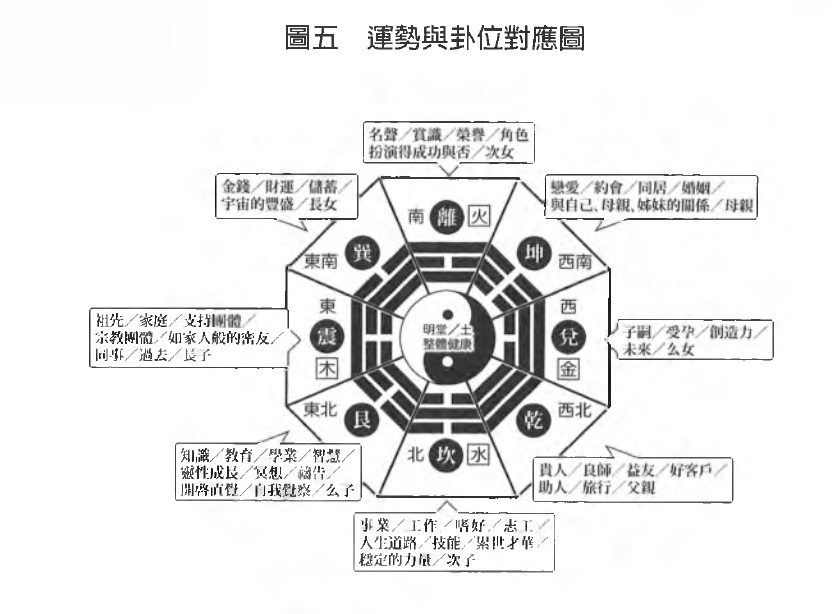 圖五　運勢與卦位對應圖
名聲／賞識／榮譽／角色
扮演得成功與否／次女
金錢／財運／儲蓄／
宇宙的豐盛／長女
戀愛／約會／同居／婚姻／
與自己、母親、姊妹的關係／母親
南 離 火
東南 巽
坤 西南
祖先／家庭／支持團體／
宗教團體／如家人般的密友／
同事／過去／長子
東
震
木
明堂／土
整體健康
西
兌
金
子嗣／受孕／創造力／
未來／么女
東北 艮
乾 西北
北 坎 水
知識／教育／學業／智慧／
靈性成長／冥想／禱告／
開啓直覺／自我覺察／么子
貴人／良師／益友／好客戶／
助人／旅行／父親
事業／工作／嗜好／志工／
人生道路／技能／累世才華／
穩定的力量／次子